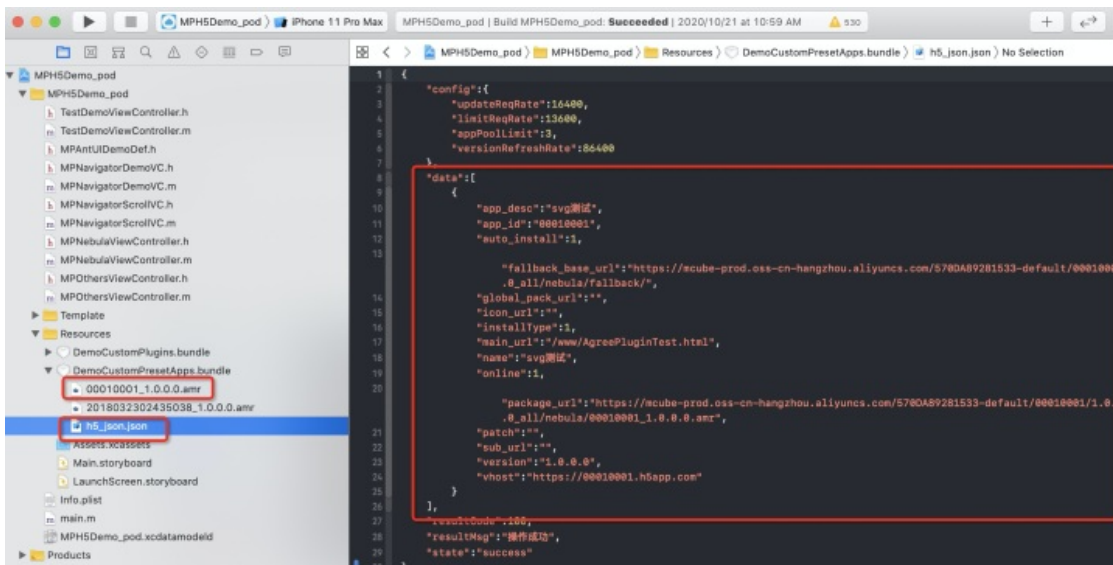 MPH5Demo_pod 〉 iPhone 11 Pro Max
MPH5Demo_pod | Build MPH5Demo_pod: Succeeded | 2020/10/21 at 10:59 AM
530
MPH5Demo_pod 〉 MPH5Demo_pod 〉 Resources 〉 DemoCustomPresetApps.bundle 〉 h5_json.json 〉 No Selection
MPH5Demo_pod
MPH5Demo_pod
h TestDemoViewController.h
m TestDemoViewController.m
h MPAntUIDemoDef.h
h MPNavigatorDemoVC.h
m MPNavigatorDemoVC.m
h MPNavigatorScrollVC.h
m MPNavigatorScrollVC.m
h MPNebulaViewController.h
m MPNebulaViewController.m
h MPOthersViewController.h
m MPOthersViewController.m
Template
Resources
DemoCustomPlugins.bundle
DemoCustomPresetApps.bundle
00010001_1.0.0.0.amr
2018032302435038_1.0.0.0.amr
h5_json.json
Assets.xcassets
Main.storyboard
LaunchScreen.storyboard
Info.plist
m main.m
MPH5Demo_pod.xcdatamodeld
Products
1 {
2 "config":{
3 "updateReqRate":16400,
4 "limitReqRate":13600,
5 "appPoolLimit":3,
6 "versionRefreshRate":86400
7 },
8 "data":[
9 {
10 "app_desc":"svg测试",
11 "app_id":"00010001",
12 "auto_install":1,
13
"fallback_base_url":"https://mcube-prod.oss-cn-hangzhou.aliyuncs.com/570DA89281533-default/000100
.0_all/nebula/fallback/",
14 "global_pack_url":"",
15 "icon_url":"",
16 "installType":1,
17 "main_url":"/www/AgreePluginTest.html",
18 "name":"svg测试",
19 "online":1,
20
"package_url":"https://mcube-prod.oss-cn-hangzhou.aliyuncs.com/570DA89281533-default/00010001/1.0
.0_all/nebula/00010001_1.0.0.0.amr",
21 "patch":"",
22 "sub_url":"",
23 "version":"1.0.0.0",
24 "vhost":"https://00010001.h5app.com"
25 }
26 ],
27 "resultCode":100,
28 "resultMsg":"操作成功",
29 "state":"success"